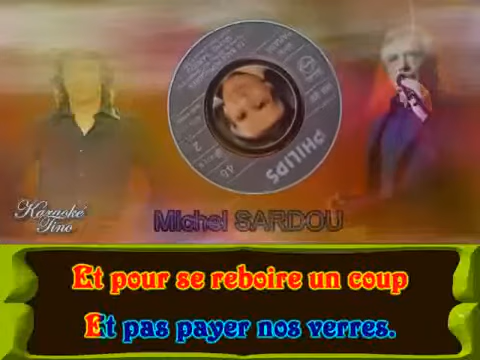 PHILIPS
Karaoké
Tino
Michel SARDOU
Et pour se reboire un coup
Et pas payer nos verres.